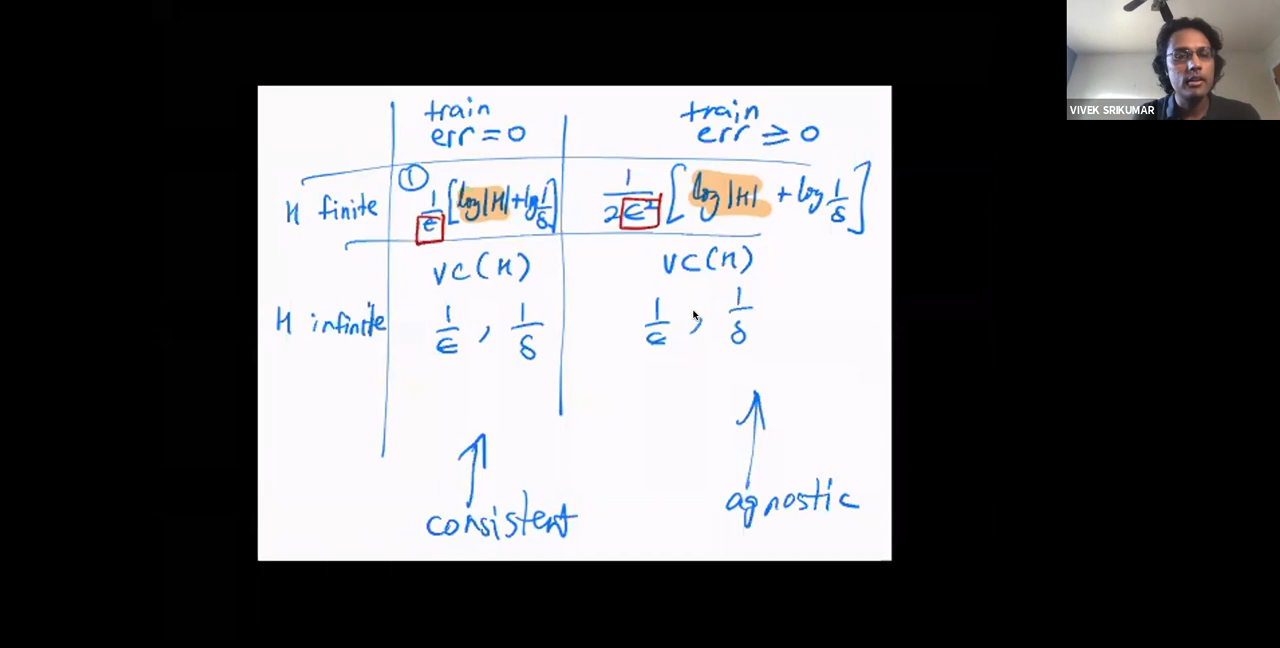 train train
err = 0 err ≥ 0
①
H finite 1/ε [log|H| + log 1/δ] 1/2ε² [log|H| + log 1/δ]
VC(H) VC(H)
H infinite 1/ε , 1/δ 1/ε , 1/δ
consistent agnostic
VIVEK SRIKUMAR